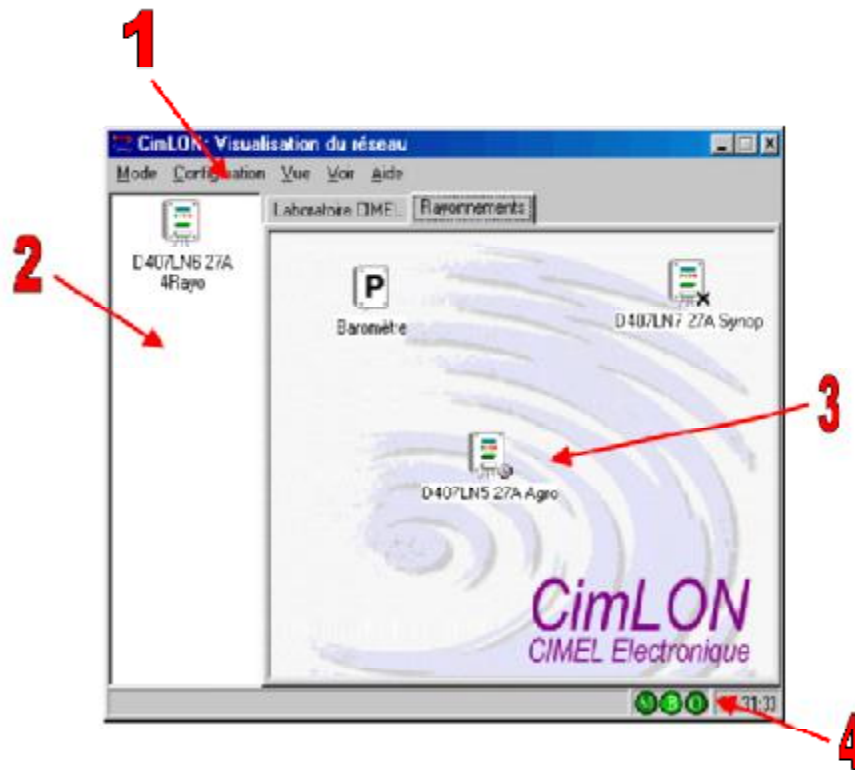 1
CimLON: Visualisation du réseau
Mode Configuration Vue Voir Aide
2
D407LN6 27A
4Rayo
Laboratoire CIMEL Rayonnements
P
Baromètre
D407LN7 27A Synop
3
D407LN5 27A Agro
CimLON
CIMEL Electronique
4